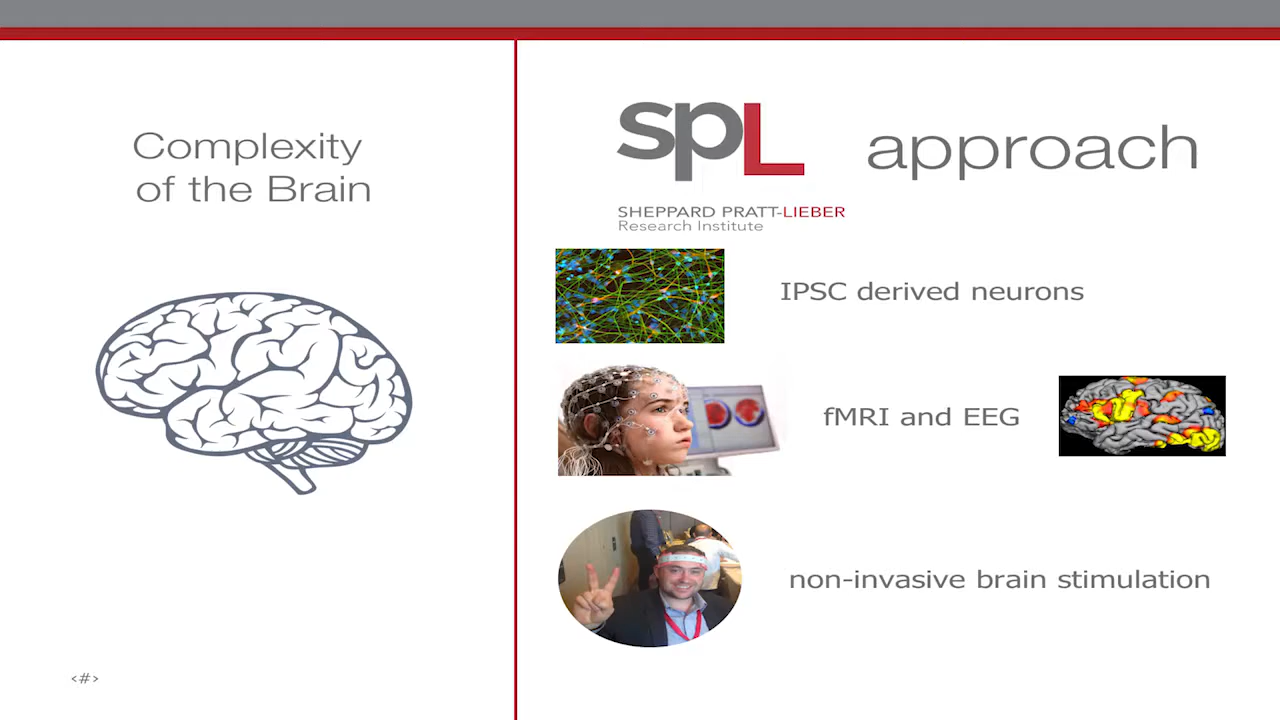 Complexity
of the Brain
spL approach
SHEPPARD PRATT-LIEBER
Research Institute
IPSC derived neurons
fMRI and EEG
non-invasive brain stimulation
<#>